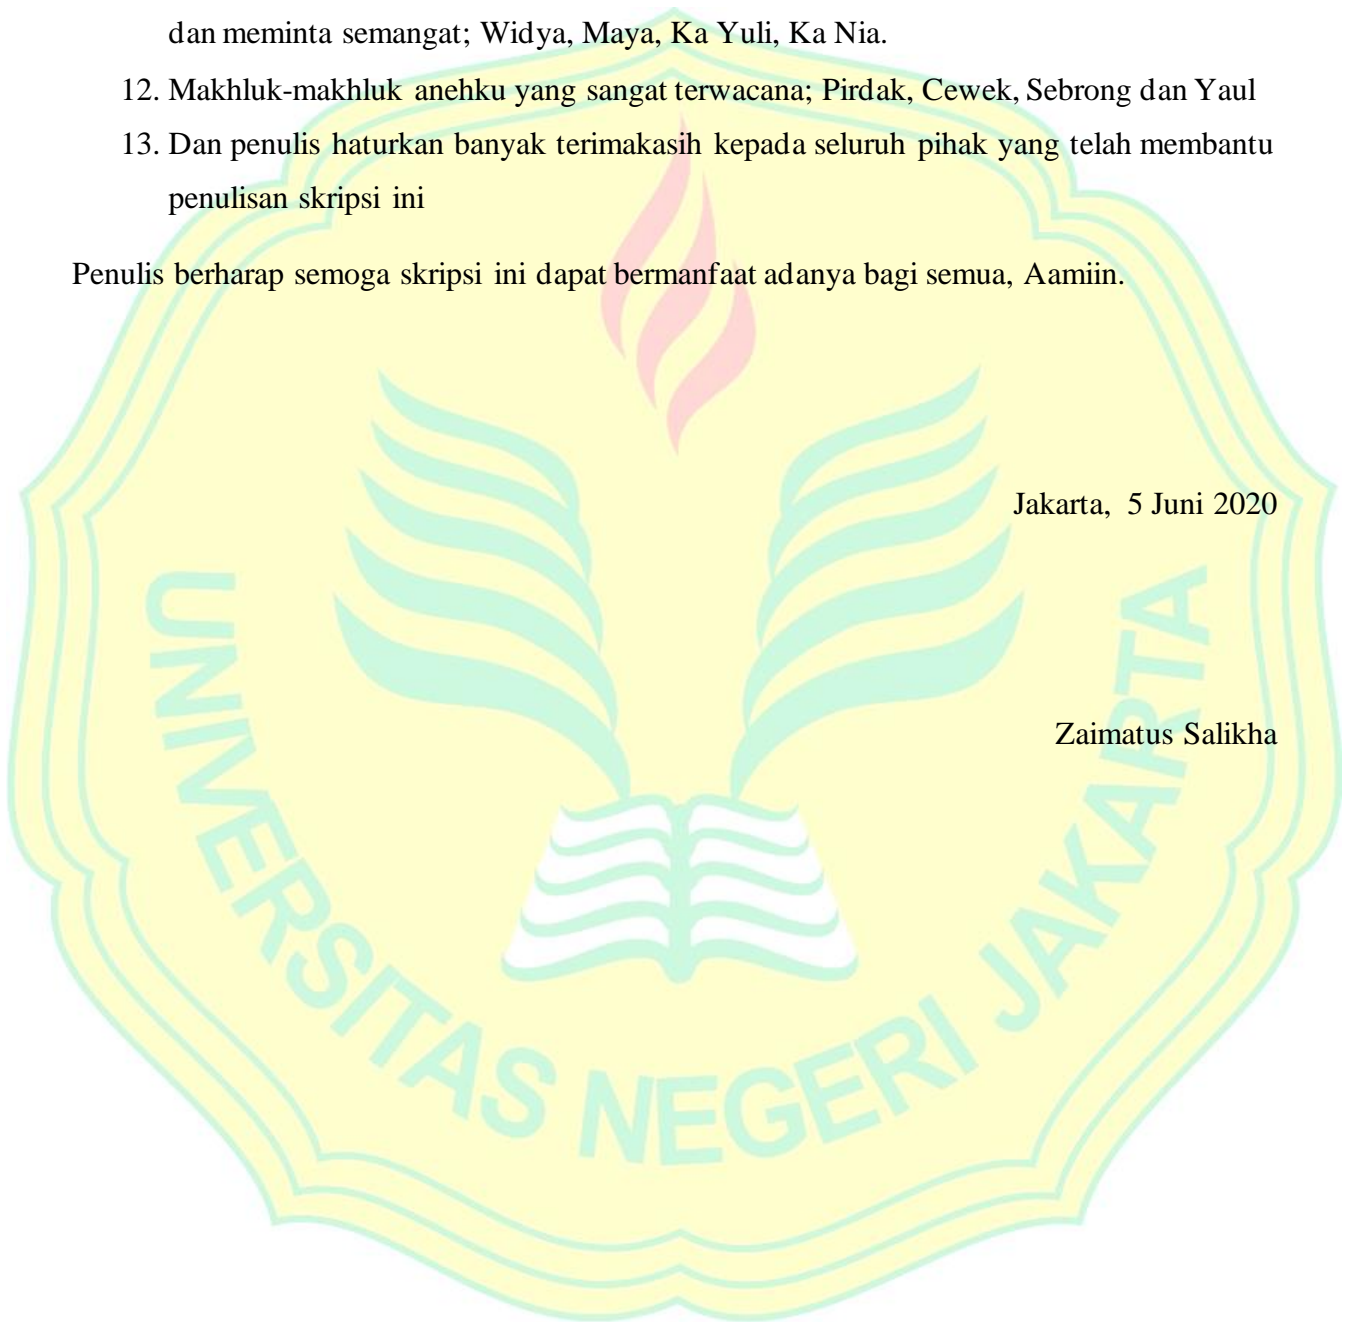 dan meminta semangat; Widya, Maya, Ka Yuli, Ka Nia.
12. Makhluk-makhluk anehku yang sangat terwacana; Pirdak, Cewek, Sebrong dan Yaul
13. Dan penulis haturkan banyak terimakasih kepada seluruh pihak yang telah membantu
penulisan skripsi ini
Penulis berharap semoga skripsi ini dapat bermanfaat adanya bagi semua, Aamiin.
Jakarta, 5 Juni 2020
Zaimatus Salikha
UNIVERSITAS NEGERI JAKARTA